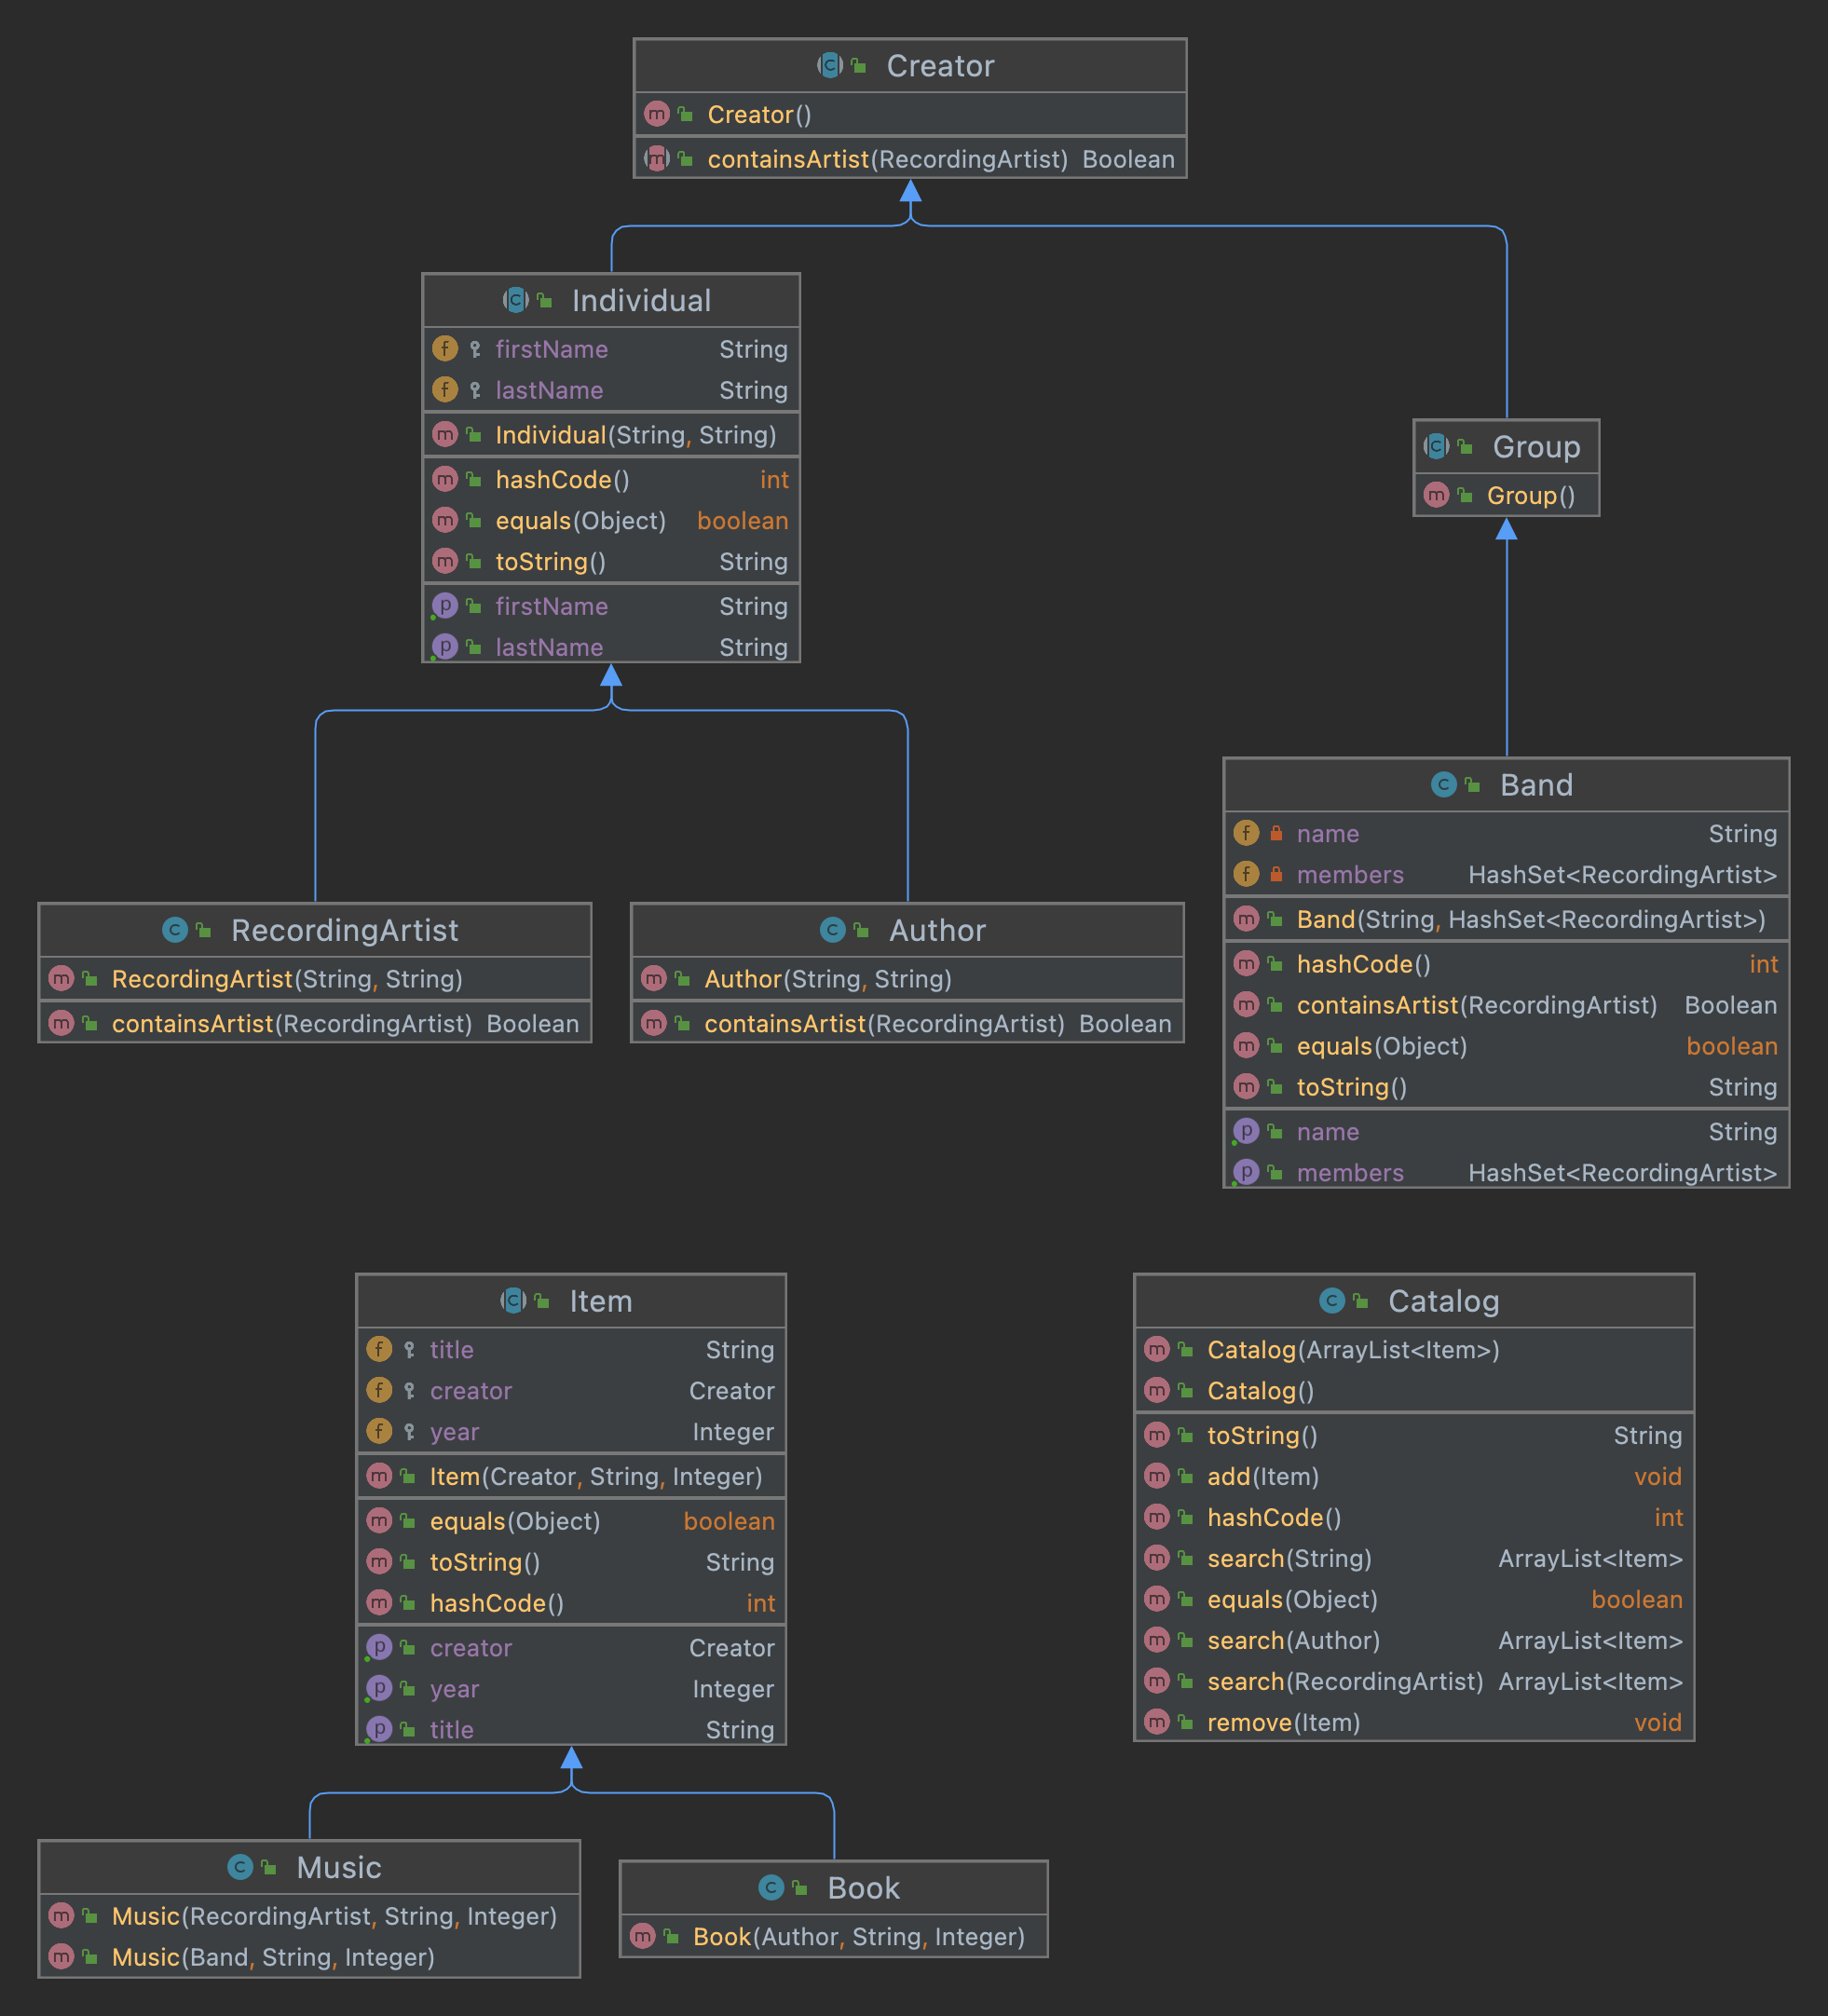 Creator
Creator()
containsArtist(RecordingArtist) Boolean
Individual
firstName String
lastName String
Individual(String, String)
hashCode() int
equals(Object) boolean
toString() String
firstName String
lastName String
Group
Group()
RecordingArtist
RecordingArtist(String, String)
containsArtist(RecordingArtist) Boolean
Author
Author(String, String)
containsArtist(RecordingArtist) Boolean
Band
name String
members HashSet<RecordingArtist>
Band(String, HashSet<RecordingArtist>)
hashCode() int
containsArtist(RecordingArtist) Boolean
equals(Object) boolean
toString() String
name String
members HashSet<RecordingArtist>
Item
title String
creator Creator
year Integer
Item(Creator, String, Integer)
equals(Object) boolean
toString() String
hashCode() int
creator Creator
year Integer
title String
Catalog
Catalog(ArrayList<Item>)
Catalog()
toString() String
add(Item) void
hashCode() int
search(String) ArrayList<Item>
equals(Object) boolean
search(Author) ArrayList<Item>
search(RecordingArtist) ArrayList<Item>
remove(Item) void
Music
Music(RecordingArtist, String, Integer)
Music(Band, String, Integer)
Book
Book(Author, String, Integer)